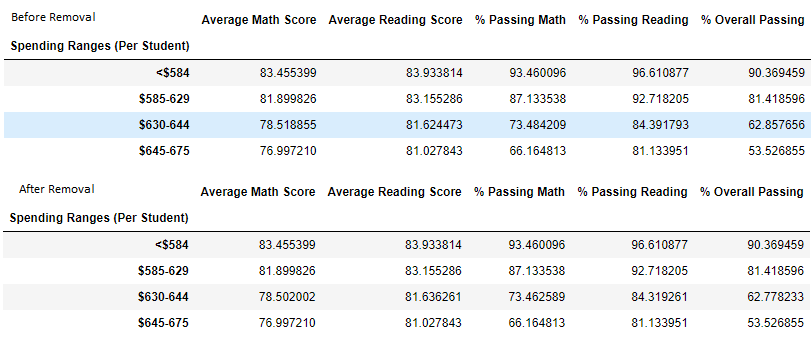 Before Removal Average Math Score Average Reading Score % Passing Math % Passing Reading % Overall Passing
Spending Ranges (Per Student)
<$584 83.455399 83.933814 93.460096 96.610877 90.369459
$585-629 81.899826 83.155286 87.133538 92.718205 81.418596
$630-644 78.518855 81.624473 73.484209 84.391793 62.857656
$645-675 76.997210 81.027843 66.164813 81.133951 53.526855
After Removal Average Math Score Average Reading Score % Passing Math % Passing Reading % Overall Passing
Spending Ranges (Per Student)
<$584 83.455399 83.933814 93.460096 96.610877 90.369459
$585-629 81.899826 83.155286 87.133538 92.718205 81.418596
$630-644 78.502002 81.636261 73.462589 84.319261 62.778233
$645-675 76.997210 81.027843 66.164813 81.133951 53.526855